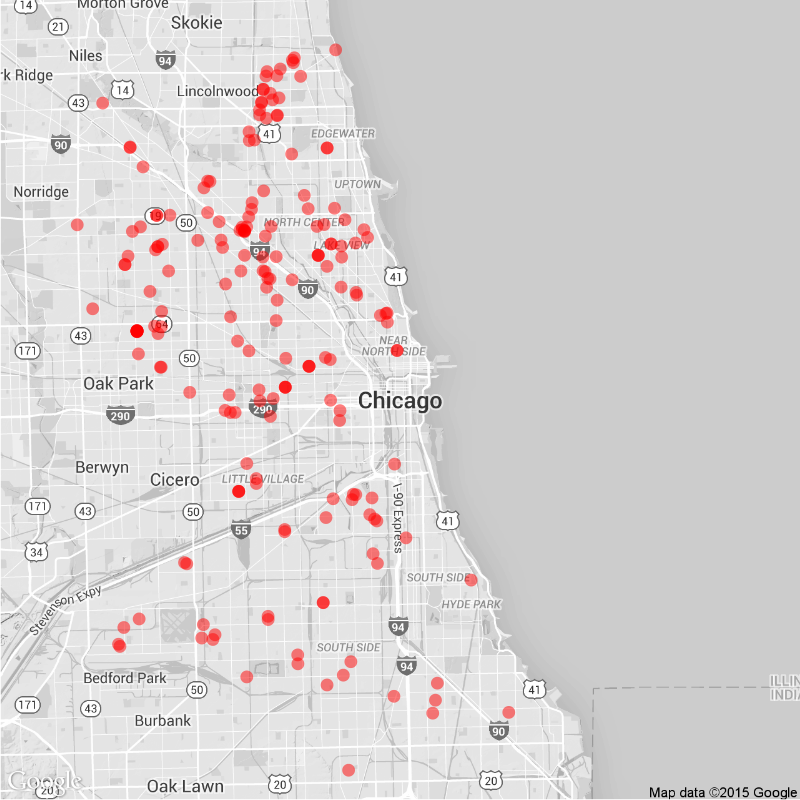 14
Morton Grove
21
Skokie
Niles
94
rk Ridge
14
Lincolnwood
43
41
EDGEWATER
90
UPTOWN
Norridge
19
50
NORTH CENTER
LAKE VIEW
94
41
90
64
43
NEAR
NORTH SIDE
171
50
Oak Park
Chicago
290
290
Berwyn
Cicero
LITTLE VILLAGE
171
43
50
I-90 Express
41
55
34
SOUTH SIDE
Stevenson Expy
HYDE PARK
94
SOUTH SIDE
94
Bedford Park
50
41
ILLIN
INDIA
171
43
Burbank
90
Google
20
Oak Lawn
20
20
Map data ©2015 Google